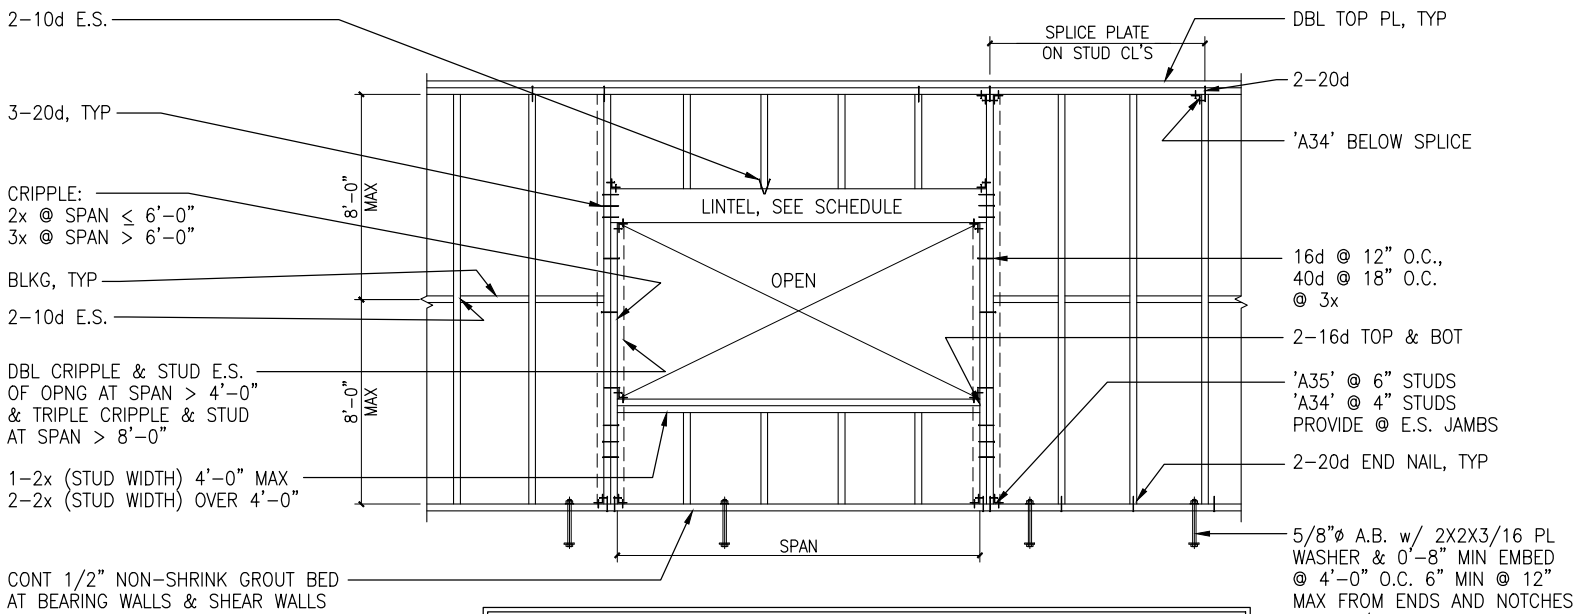 2-10d E.S.
3-20d, TYP
CRIPPLE:
2x @ SPAN ≤ 6'-0"
3x @ SPAN > 6'-0"
BLKG, TYP
2-10d E.S.
DBL CRIPPLE & STUD E.S.
OF OPNG AT SPAN > 4'-0"
& TRIPLE CRIPPLE & STUD
AT SPAN > 8'-0"
1-2x (STUD WIDTH) 4'-0" MAX
2-2x (STUD WIDTH) OVER 4'-0"
CONT 1/2" NON-SHRINK GROUT BED
AT BEARING WALLS & SHEAR WALLS
8'-0"
MAX
8'-0"
MAX
SPLICE PLATE
ON STUD CL'S
LINTEL, SEE SCHEDULE
OPEN
SPAN
DBL TOP PL, TYP
2-20d
'A34' BELOW SPLICE
16d @ 12" O.C.,
40d @ 18" O.C.
@ 3x
2-16d TOP & BOT
'A35' @ 6" STUDS
'A34' @ 4" STUDS
PROVIDE @ E.S. JAMBS
2-20d END NAIL, TYP
5/8"ø A.B. w/ 2X2X3/16 PL
WASHER & 0'-8" MIN EMBED
@ 4'-0" O.C. 6" MIN @ 12"
MAX FROM ENDS AND NOTCHES